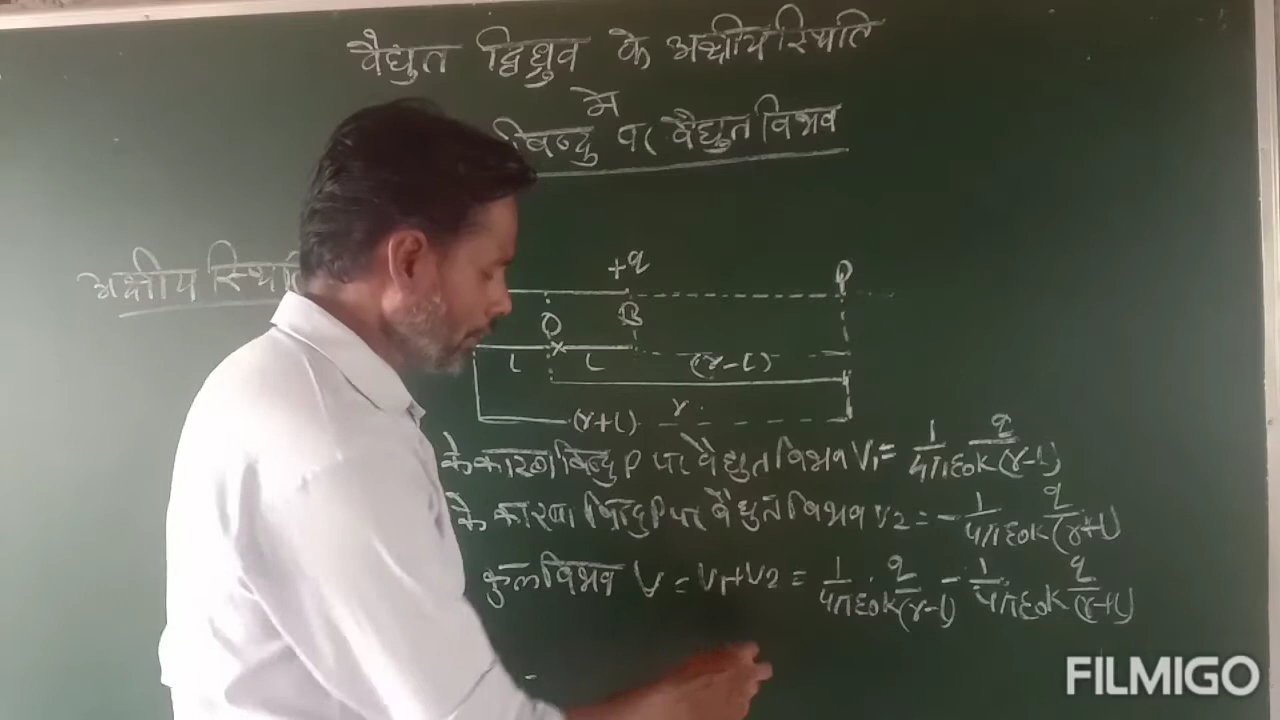 वैद्युत द्विध्रुव के अक्षीय स्थिति
में
बिन्दु पर वैद्युत विभव
अक्षीय स्थिति
+q P
O B
l l (r-l)
r
(r+l)
के कारण बिन्दु P पर वैद्युत विभव V₁ = 1/4πε₀K q/(r-l)
के कारण बिन्दु P पर वैद्युत विभव V₂ = -1/4πε₀K q/(r+l)
कुल विभव V = V₁+V₂ = 1/4πε₀K · q/(r-l) - 1/4πε₀K q/(r+l)
FILMIGO